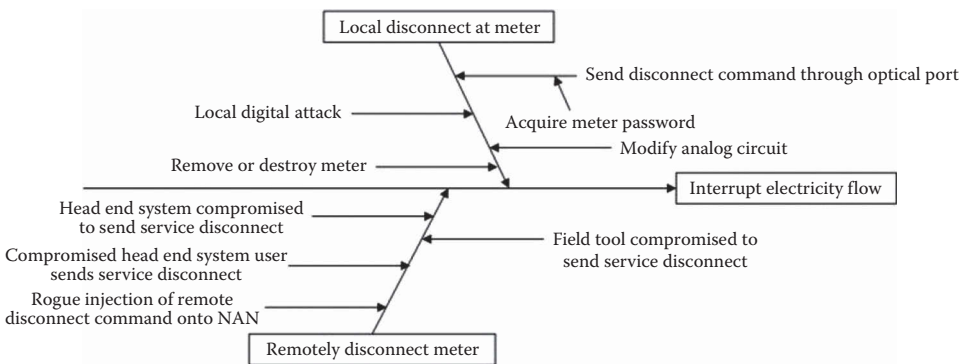 Local disconnect at meter
Send disconnect command through optical port
Local digital attack
Acquire meter password
Modify analog circuit
Remove or destroy meter
Interrupt electricity flow
Head end system compromised
to send service disconnect
Field tool compromised to
send service disconnect
Compromised head end system user
sends service disconnect
Rogue injection of remote
disconnect command onto NAN
Remotely disconnect meter